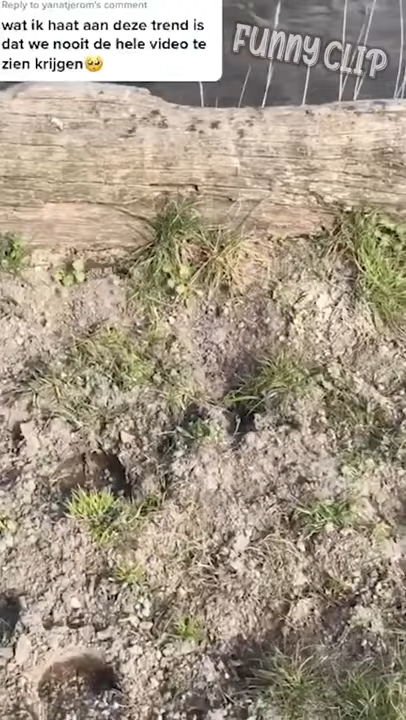 Reply to yanatjerom's comment
wat ik haat aan deze trend is
dat we nooit de hele video te
zien krijgen🥺
FUNNY CLIP